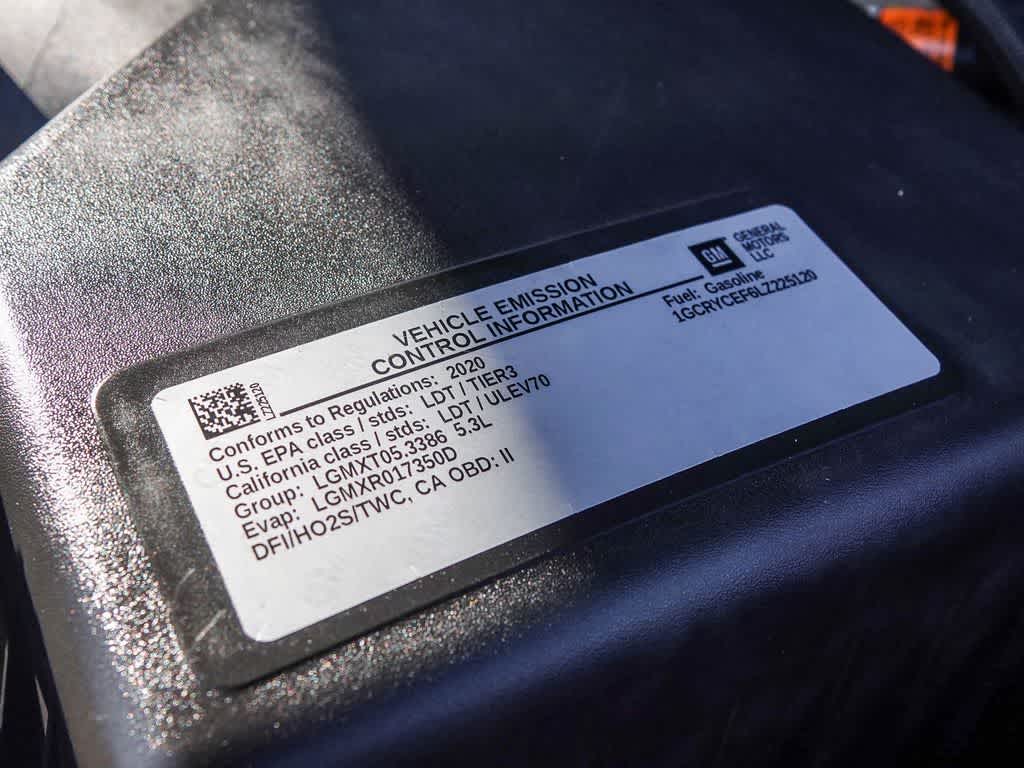 GM GENERAL
MOTORS
LLC
VEHICLE EMISSION
CONTROL INFORMATION
Fuel: Gasoline
1GCRYCEF6LZ225120
LZ225120
Conforms to Regulations: 2020
U.S. EPA class / stds: LDT / TIER3
California class / stds: LDT / ULEV70
Group: LGMXT05.3386 5.3L
Evap: LGMXR017350D
DFI/HO2S/TWC, CA OBD: II